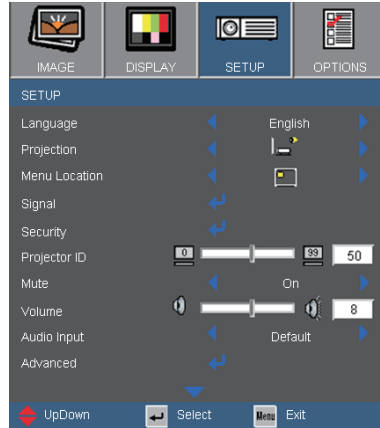 IMAGE DISPLAY SETUP OPTIONS
SETUP
Language English
Projection
Menu Location
Signal
Security
Projector ID 0 99 50
Mute On
Volume 8
Audio Input Default
Advanced
UpDown Select Menu Exit